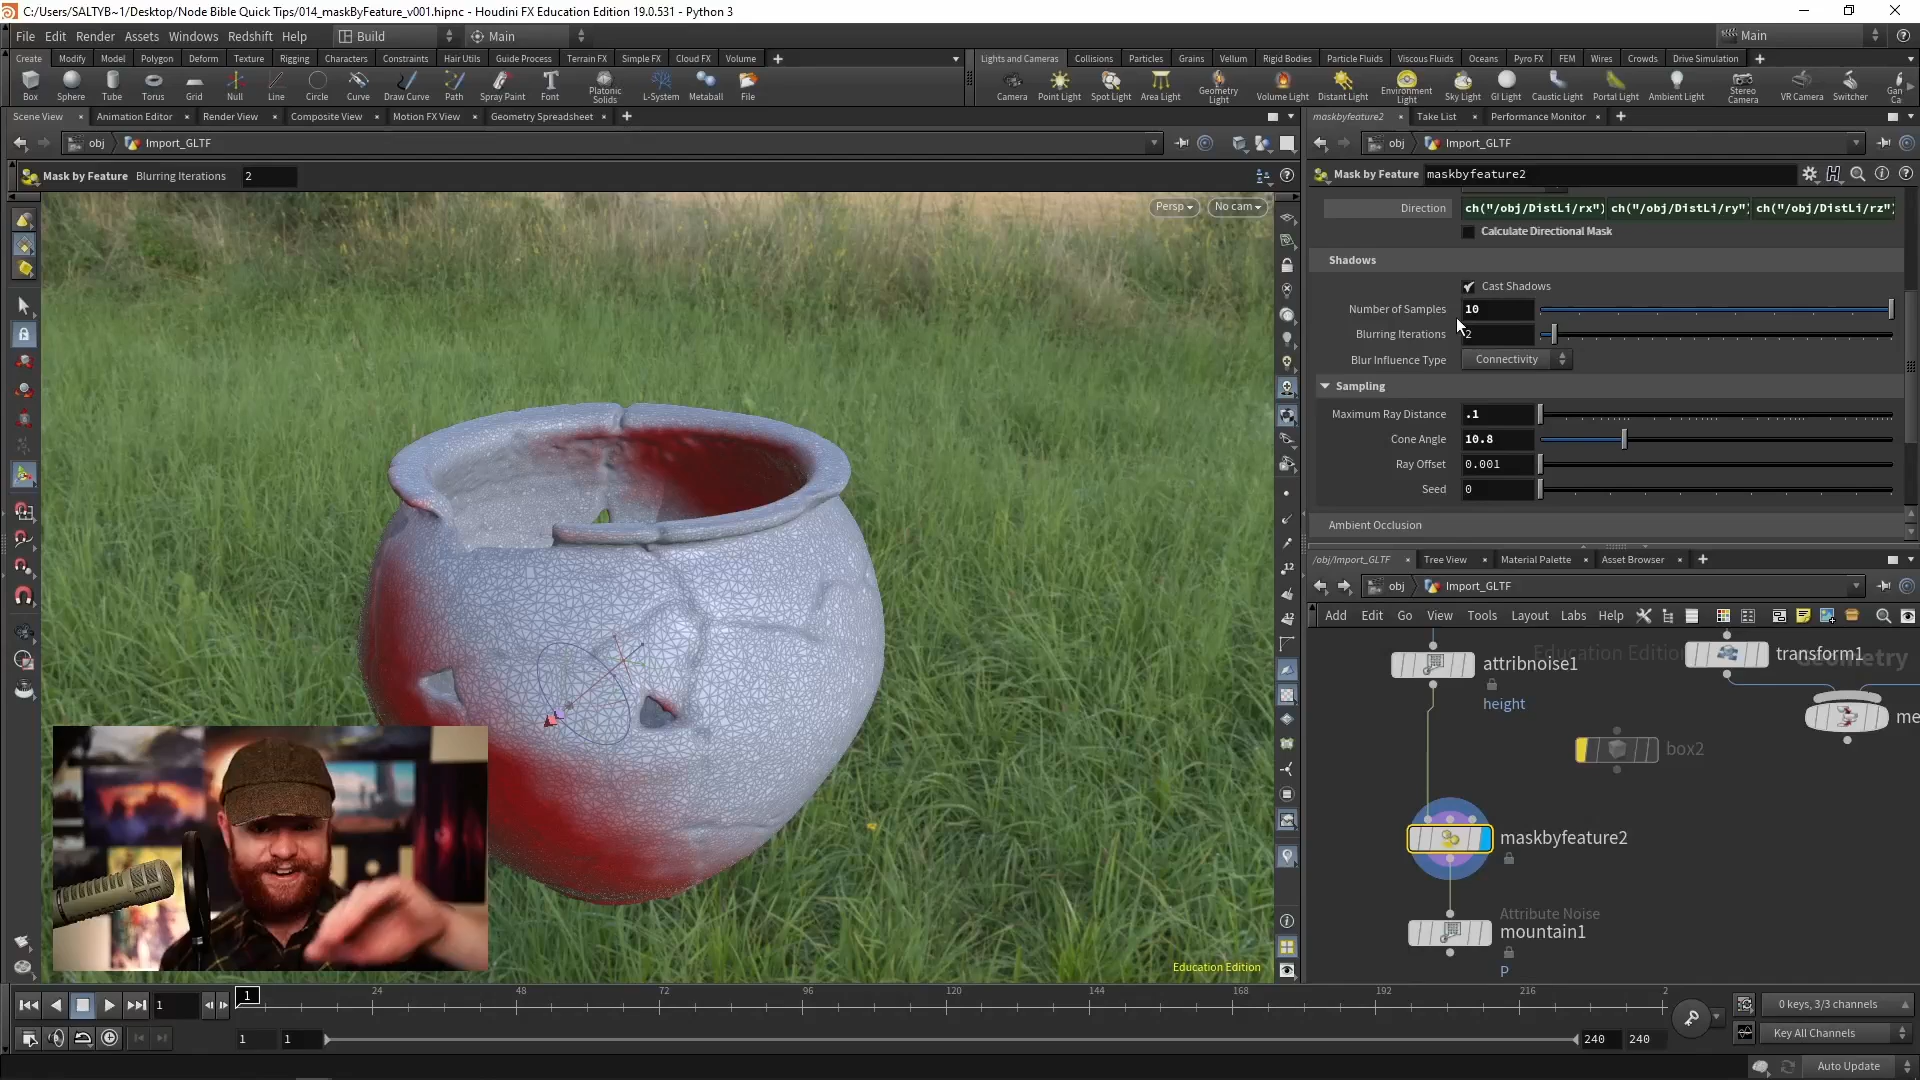 C:/Users/SALTYB~1/Desktop/Node Bible Quick Tips/014_maskByFeature_v001.hipnc - Houdini FX Education Edition 19.0.531 - Python 3
File Edit Render Assets Windows Redshift Help Build Main Main
Create Modify Model Polygon Deform Texture Rigging Characters Constraints Hair Utils Guide Process Terrain FX Simple FX Cloud FX Volume
Lights and Cameras Collisions Particles Grains Vellum Rigid Bodies Particle Fluids Viscous Fluids Oceans Pyro FX FEM Wires Crowds Drive Simulation
Box Sphere Tube Torus Grid Null Line Circle Curve Draw Curve Path Spray Paint Font Platonic Solids L-System Metaball File
Camera Point Light Spot Light Area Light Geometry Light Volume Light Distant Light Environment Light Sky Light GI Light Caustic Light Portal Light Ambient Light Stereo Camera VR Camera Switcher Gan Ca
Scene View Animation Editor Render View Composite View Motion FX View Geometry Spreadsheet
maskbyfeature2 Take List Performance Monitor
obj Import_GLTF
obj Import_GLTF
Mask by Feature Blurring Iterations 2
Mask by Feature maskbyfeature2
Persp No cam
Direction ch("/obj/DistLi/rx") ch("/obj/DistLi/ry") ch("/obj/DistLi/rz")
Calculate Directional Mask
Shadows
Cast Shadows
Number of Samples 10
Blurring Iterations 2
Blur Influence Type Connectivity
Sampling
Maximum Ray Distance .1
Cone Angle 10.8
Ray Offset 0.001
Seed 0
Ambient Occlusion
/obj/Import_GLTF Tree View Material Palette Asset Browser
obj Import_GLTF
Add Edit Go View Tools Layout Labs Help
Education Edition
Geometry
attribnoise1
height
transform1
me
box2
maskbyfeature2
Attribute Noise
mountain1
P
Education Edition
1 1 24 48 72 96 120 144 168 192 216 2
0 keys, 3/3 channels
1 1 240 240
Key All Channels
Auto Update